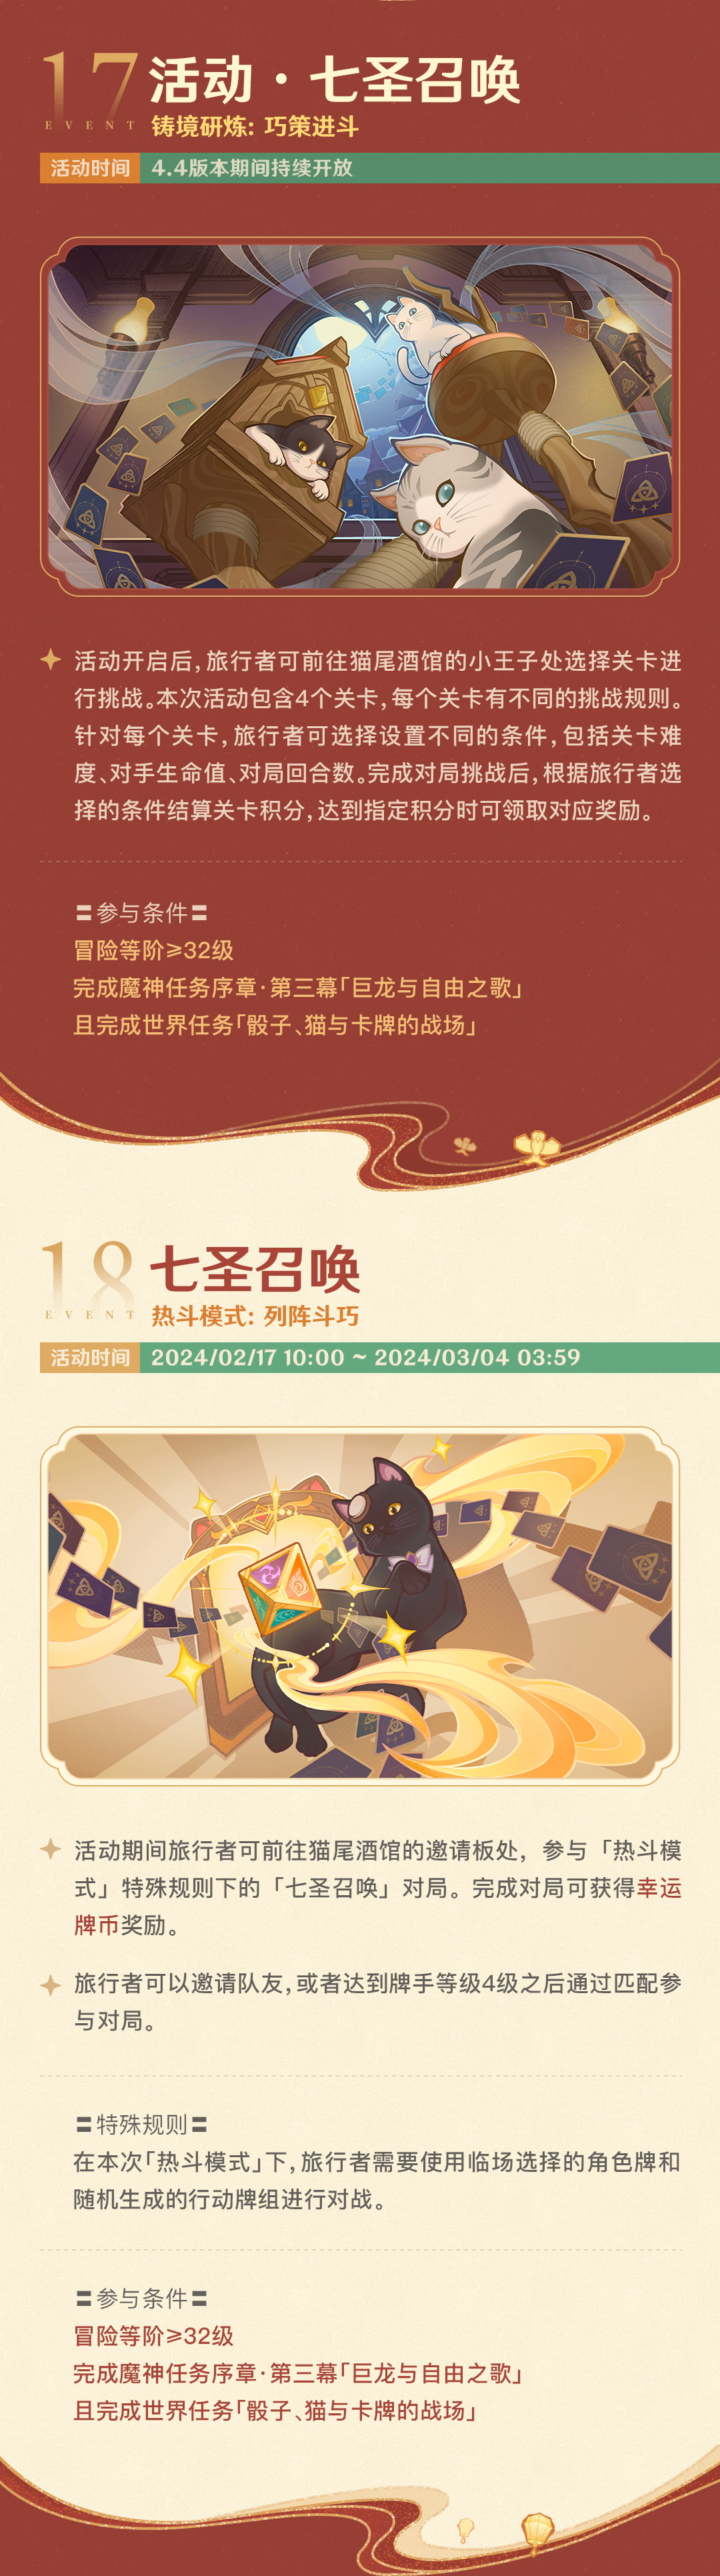 17
EVENT
活动·七圣召唤
铸境研炼: 巧策进斗
活动时间 4.4版本期间持续开放
活动开启后,旅行者可前往猫尾酒馆的小王子处选择关卡进
行挑战。本次活动包含4个关卡,每个关卡有不同的挑战规则。
针对每个关卡,旅行者可选择设置不同的条件,包括关卡难
度、对手生命值、对局回合数。完成对局挑战后,根据旅行者选
择的条件结算关卡积分,达到指定积分时可领取对应奖励。
〓参与条件〓
冒险等阶≥32级
完成魔神任务序章·第三幕「巨龙与自由之歌」
且完成世界任务「骰子、猫与卡牌的战场」
18
EVENT
七圣召唤
热斗模式: 列阵斗巧
活动时间 2024/02/17 10:00 ~ 2024/03/04 03:59
活动期间旅行者可前往猫尾酒馆的邀请板处，参与「热斗模
式」特殊规则下的「七圣召唤」对局。完成对局可获得幸运
牌币奖励。
旅行者可以邀请队友,或者达到牌手等级4级之后通过匹配参
与对局。
〓特殊规则〓
在本次「热斗模式」下,旅行者需要使用临场选择的角色牌和
随机生成的行动牌组进行对战。
〓参与条件〓
冒险等阶≥32级
完成魔神任务序章·第三幕「巨龙与自由之歌」
且完成世界任务「骰子、猫与卡牌的战场」